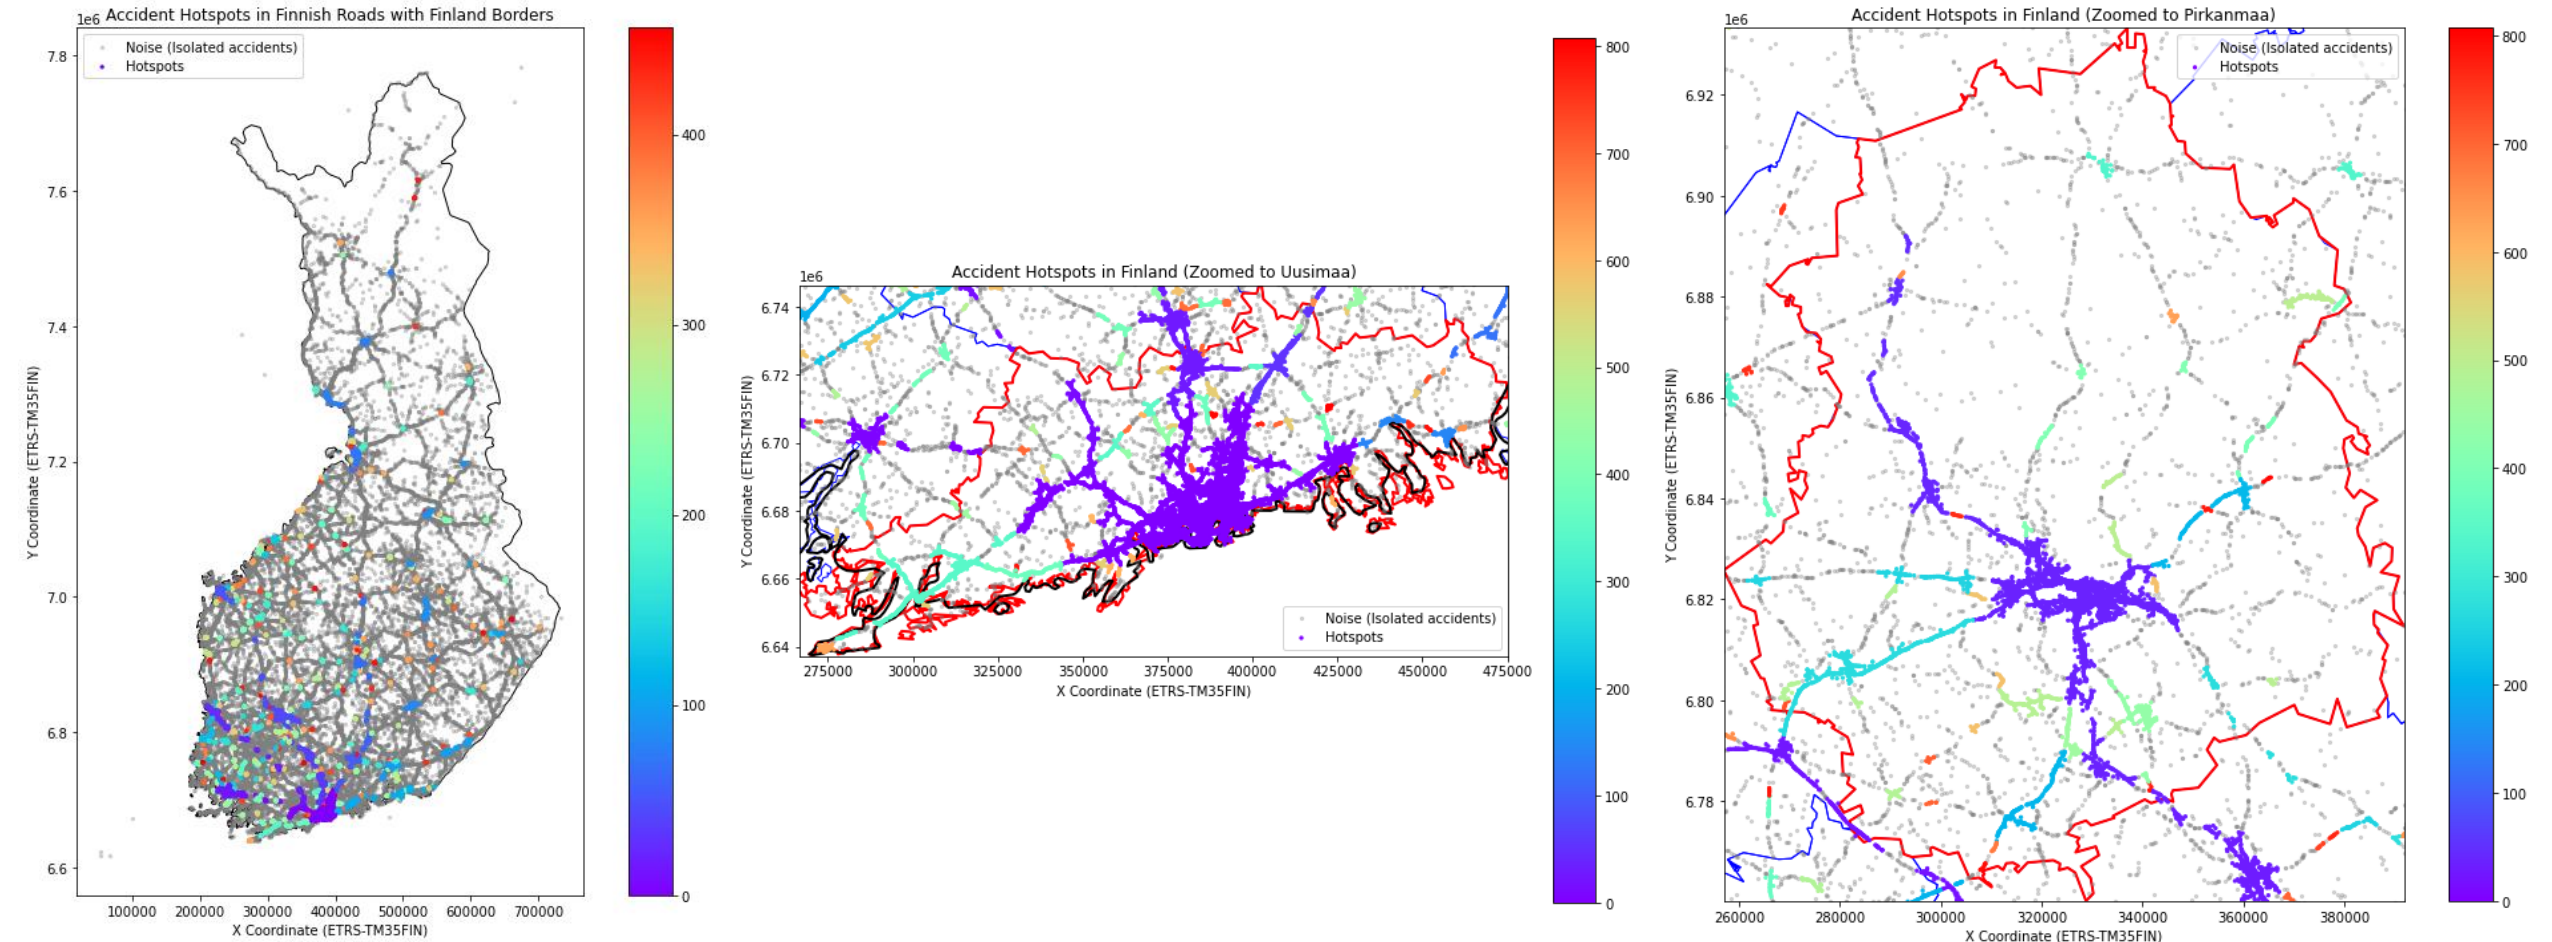 Accident Hotspots in Finnish Roads with Finland Borders
1e6
Noise (Isolated accidents)
Hotspots
7.8
7.6
7.4
7.2
7.0
6.8
6.6
Y Coordinate (ETRS-TM35FIN)
100000 200000 300000 400000 500000 600000 700000
X Coordinate (ETRS-TM35FIN)
400
300
200
100
0
Accident Hotspots in Finland (Zoomed to Uusimaa)
1e6
6.74
6.72
6.70
6.68
6.66
6.64
Y Coordinate (ETRS-TM35FIN)
Noise (Isolated accidents)
Hotspots
275000 300000 325000 350000 375000 400000 425000 450000 475000
X Coordinate (ETRS-TM35FIN)
800
700
600
500
400
300
200
100
0
Accident Hotspots in Finland (Zoomed to Pirkanmaa)
1e6
Noise (Isolated accidents)
Hotspots
6.92
6.90
6.88
6.86
6.84
6.82
6.80
6.78
Y Coordinate (ETRS-TM35FIN)
260000 280000 300000 320000 340000 360000 380000
X Coordinate (ETRS-TM35FIN)
800
700
600
500
400
300
200
100
0